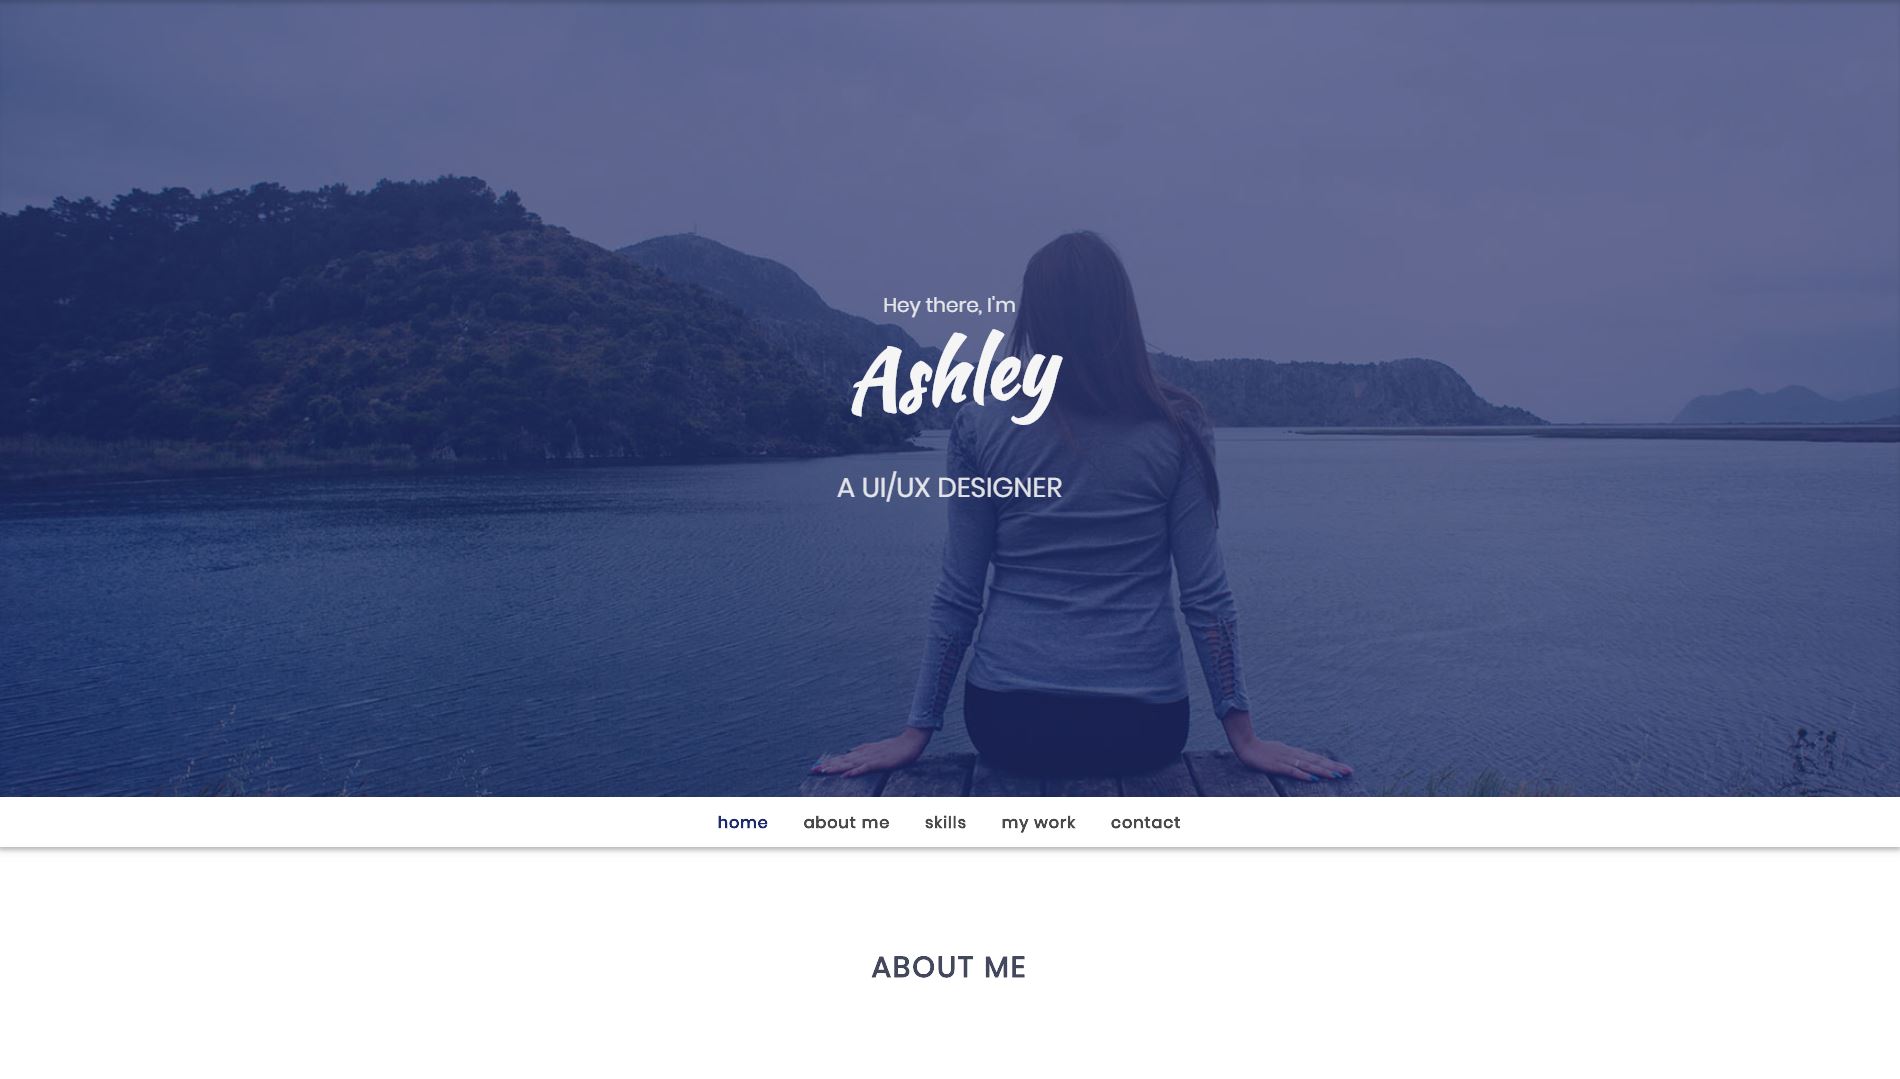 Hey there, I'm
Ashley
A UI/UX DESIGNER
home about me skills my work contact
ABOUT ME